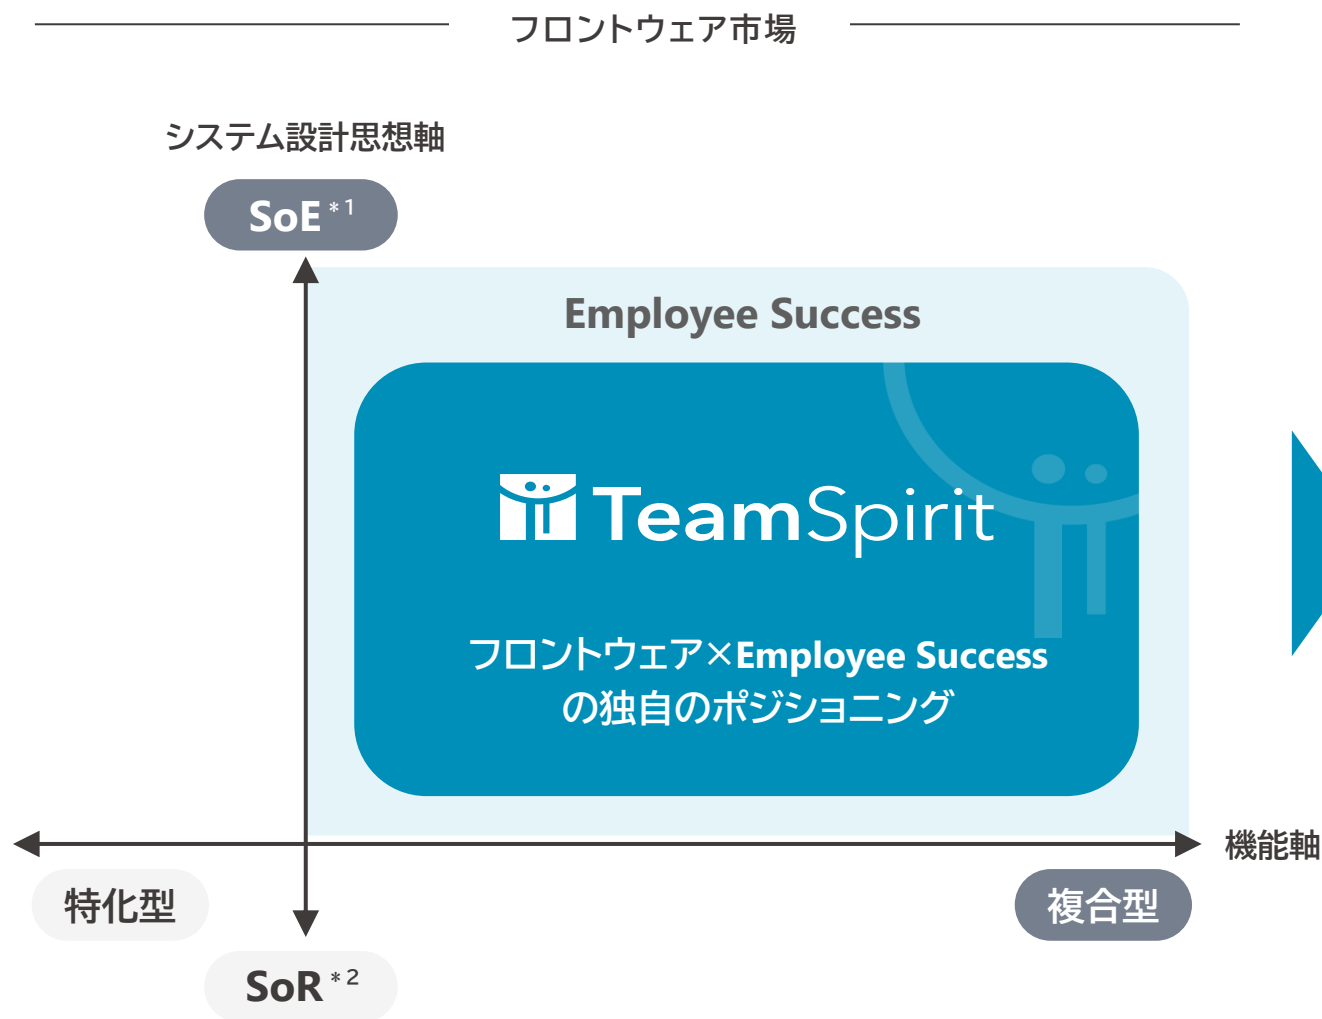 フロントウェア市場
システム設計思想軸
SoE*1
Employee Success
TeamSpirit
フロントウェア×Employee Success
の独自のポジショニング
機能軸
特化型
複合型
SoR*2